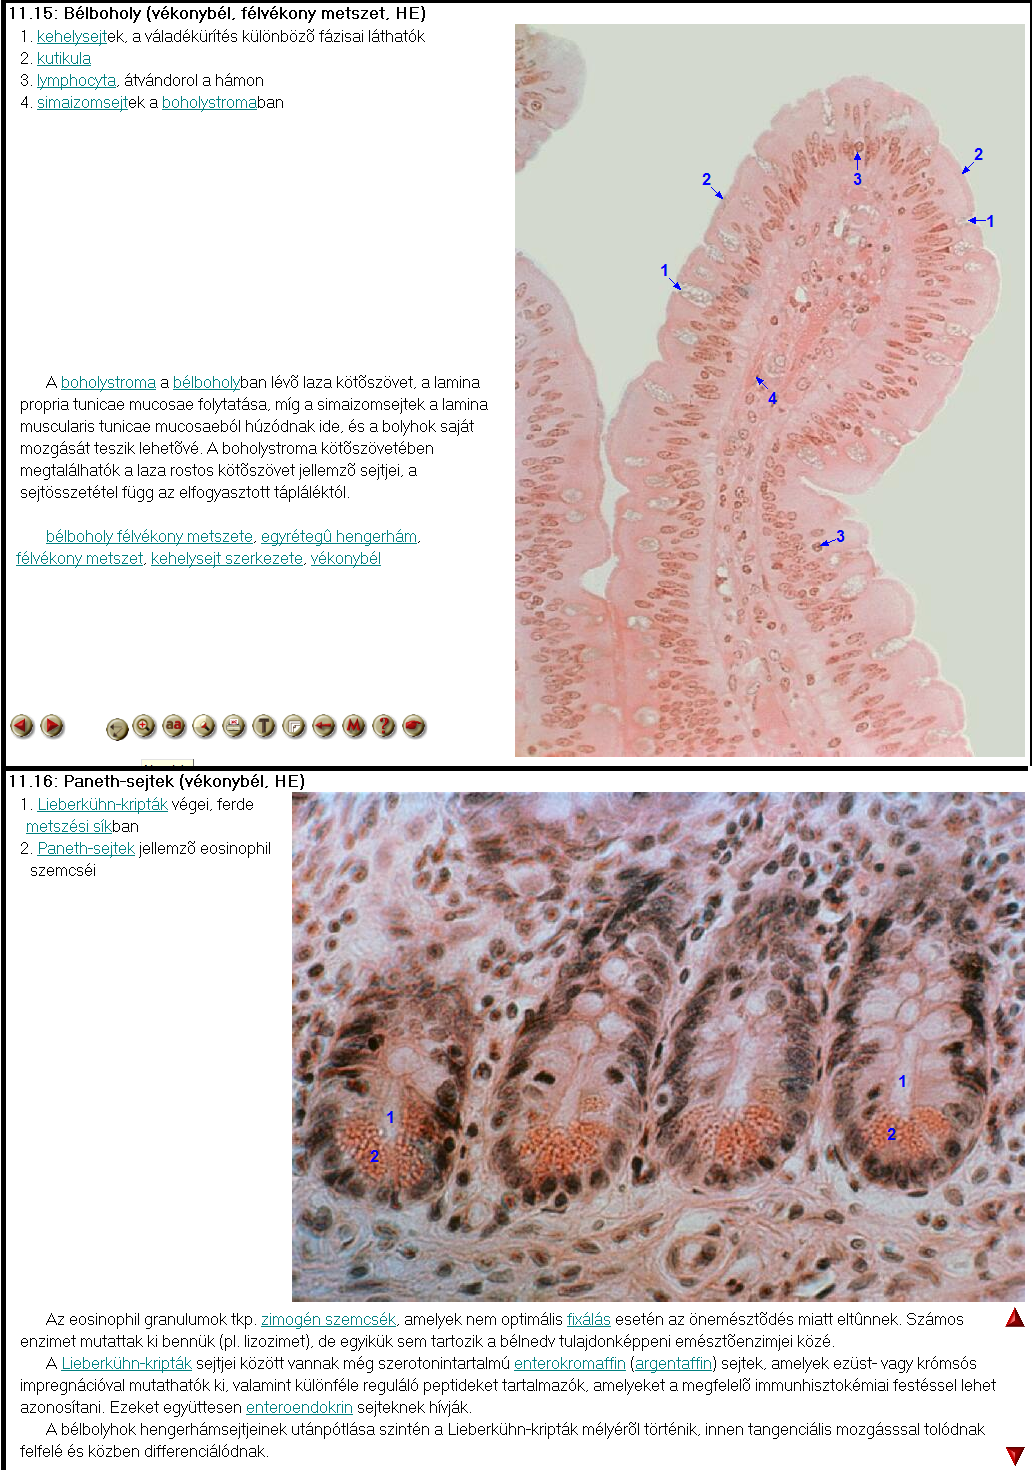 11.15: Bélboholy (vékonybél, félvékony metszet, HE)
1. kehelysejtek, a váladékürítés különbözõ fázisai láthatók
2. kutikula
3. lymphocyta, átvándorol a hámon
4. simaizomsejtek a boholystromaban
2
3
2
1
1
4
3
A boholystroma a bélboholyban lévõ laza kötõszövet, a lamina
propria tunicae mucosae folytatása, míg a simaizomsejtek a lamina
muscularis tunicae mucosaeból húzódnak ide, és a bolyhok saját
mozgását teszik lehetõvé. A boholystroma kötõszövetében
megtalálhatók a laza rostos kötõszövet jellemzõ sejtjei, a
sejtösszetétel függ az elfogyasztott tápláléktól.
bélboholy félvékony metszete, egyrétegû hengerhám,
félvékony metszet, kehelysejt szerkezete, vékonybél
aa T M ?
11.16: Paneth-sejtek (vékonybél, HE)
1. Lieberkühn-kripták végei, ferde
metszési síkban
2. Paneth-sejtek jellemzõ eosinophil
szemcséi
1
2
1
2
Az eosinophil granulumok tkp. zimogén szemcsék, amelyek nem optimális fixálás esetén az önemésztõdés miatt eltûnnek. Számos
enzimet mutattak ki bennük (pl. lizozimet), de egyikük sem tartozik a bélnedv tulajdonképpeni emésztõenzimjei közé.
A Lieberkühn-kripták sejtjei között vannak még szerotonintartalmú enterokromaffin (argentaffin) sejtek, amelyek ezüst- vagy krómsós
impregnációval mutathatók ki, valamint különféle reguláló peptideket tartalmazók, amelyeket a megfelelõ immunhisztokémiai festéssel lehet
azonosítani. Ezeket együttesen enteroendokrin sejteknek hívják.
A bélbolyhok hengerhámsejtjeinek utánpótlása szintén a Lieberkühn-kripták mélyérõl történik, innen tangenciális mozgásssal tolódnak
felfelé és közben differenciálódnak.